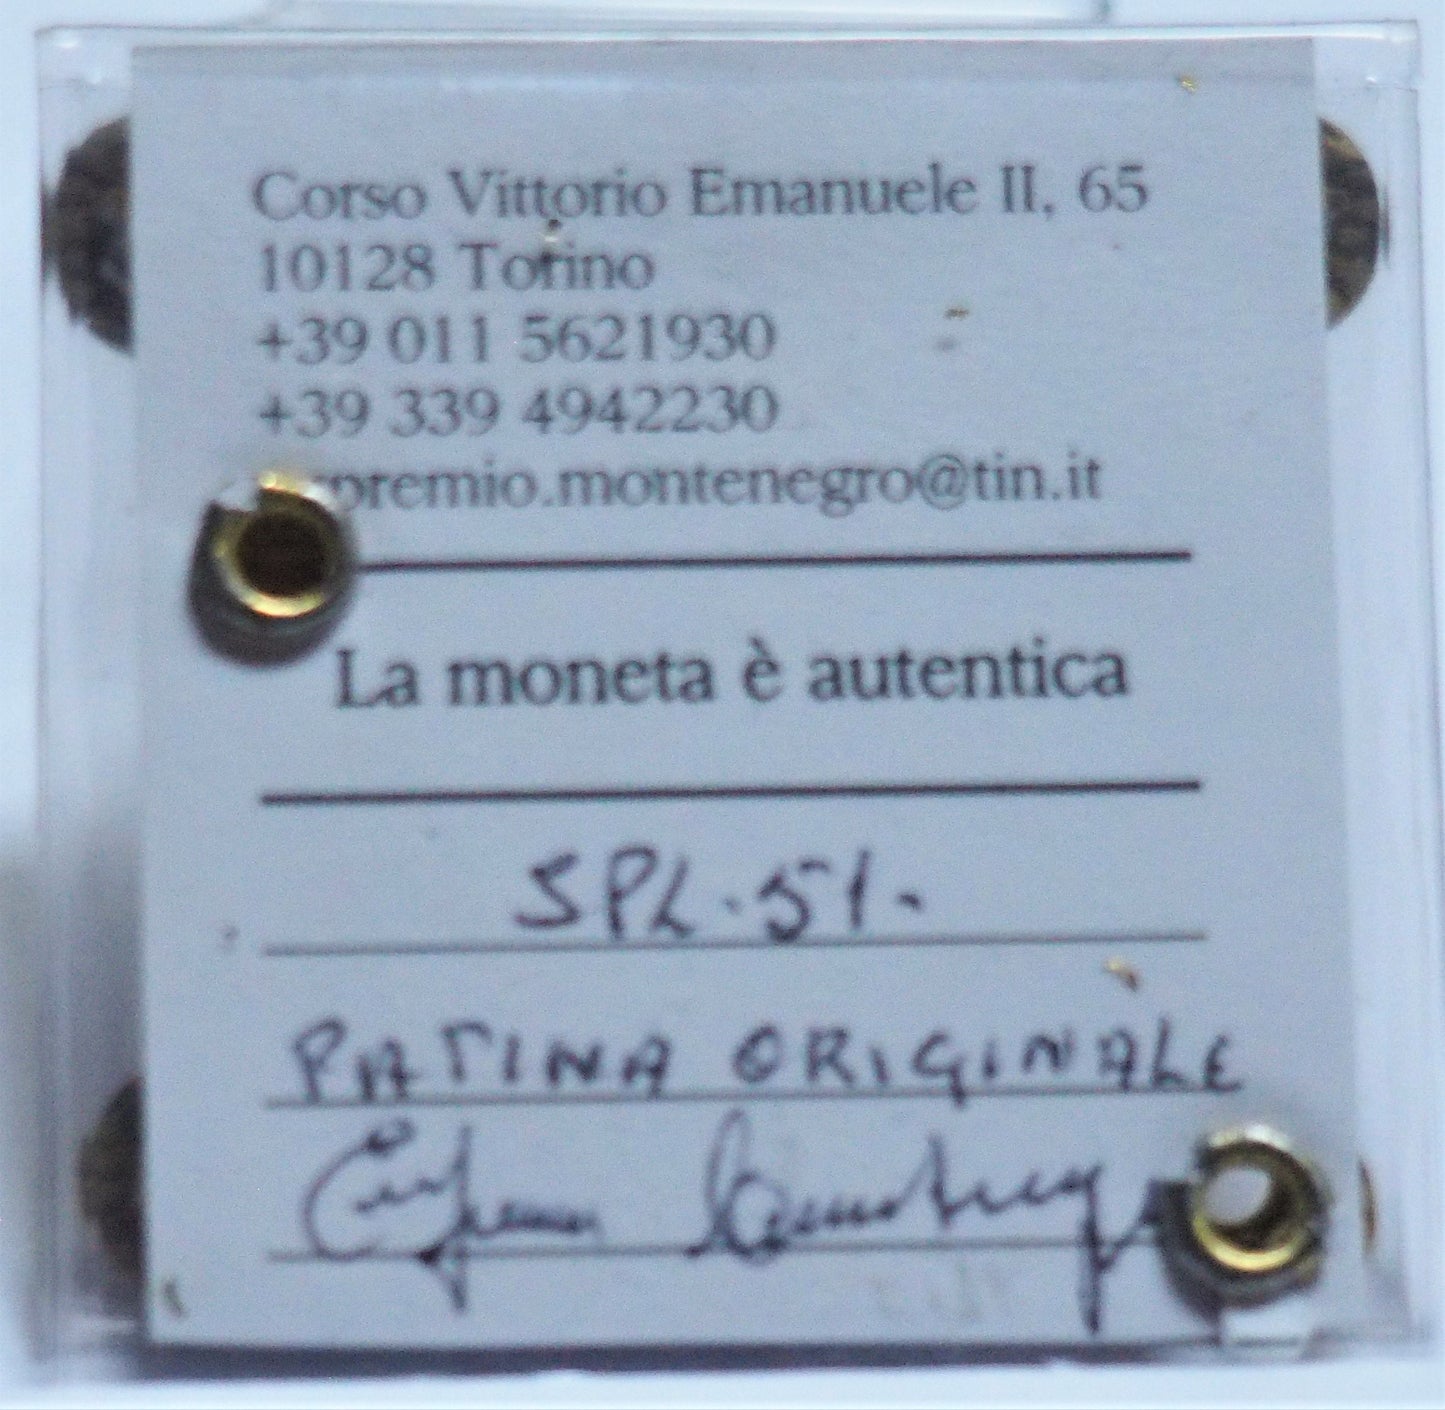 Corso Vittorio Emanuele II, 65
10128 Torino
+39 011 5621930
+39 339 4942230
premio.montenegro@tin.it
La moneta è autentica
SPL.51.
PATINA ORIGINALE